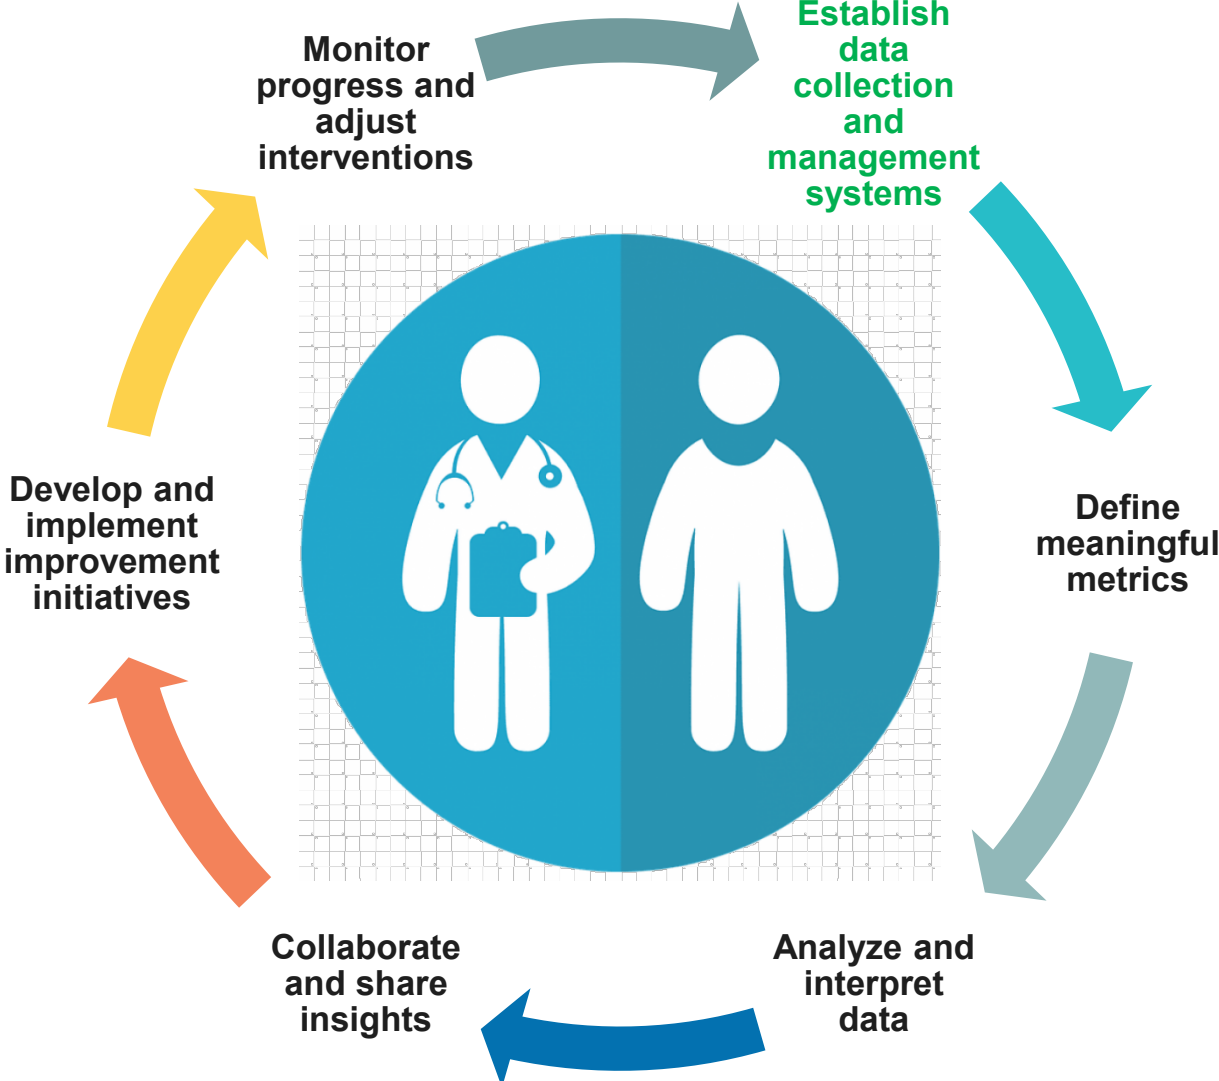 Establish
data
collection
and
management
systems
Define
meaningful
metrics
Analyze and
interpret
data
Collaborate
and share
insights
Develop and
implement
improvement
initiatives
Monitor
progress and
adjust
interventions